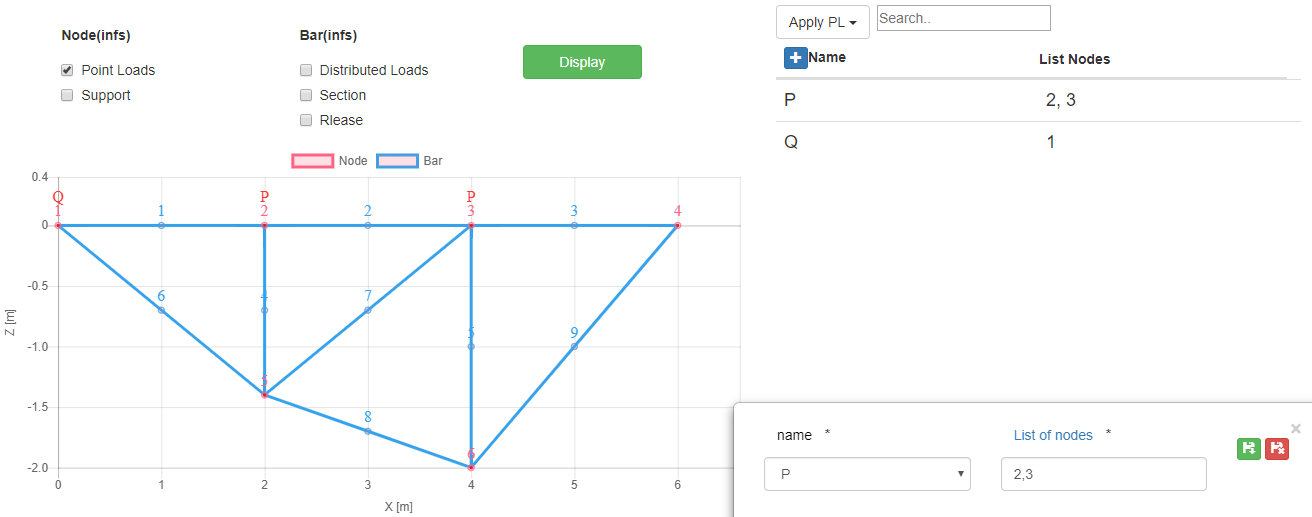 Node(infs)
Bar(infs)
Point Loads
Support
Distributed Loads
Section
Rlease
Display
Apply PL
Search..
Name
List Nodes
P
2, 3
Q
1
Node
Bar
0.4
0
-0.5
-1.0
-1.5
-2.0
Z [m]
Q
P
P
1
1
2
2
3
3
4
6
4
7
5
9
5
8
6
0
1
2
3
4
5
6
X [m]
name *
List of nodes *
P
2,3